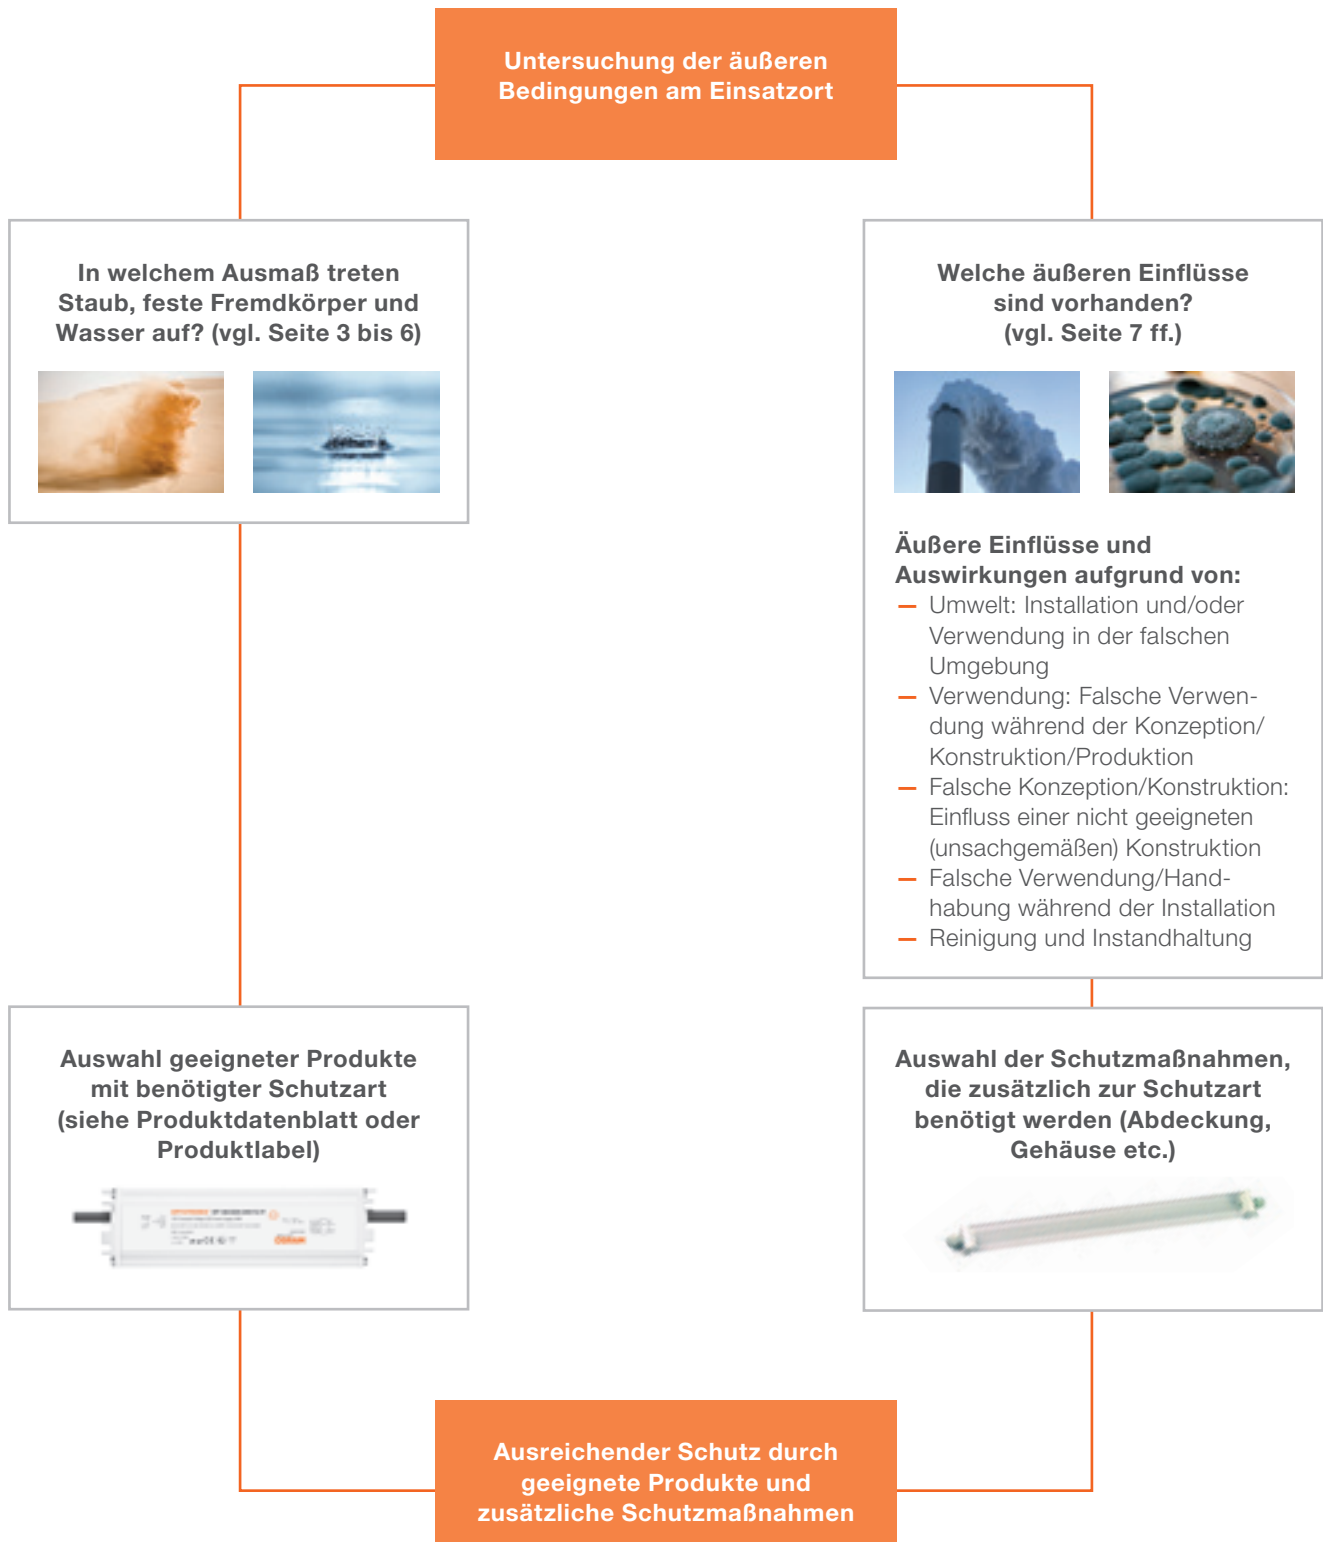 Untersuchung der äußeren
Bedingungen am Einsatzort
In welchem Ausmaß treten
Staub, feste Fremdkörper und
Wasser auf? (vgl. Seite 3 bis 6)
Welche äußeren Einflüsse
sind vorhanden?
(vgl. Seite 7 ff.)
Äußere Einflüsse und
Auswirkungen aufgrund von:
— Umwelt: Installation und/oder
Verwendung in der falschen
Umgebung
— Verwendung: Falsche Verwen-
dung während der Konzeption/
Konstruktion/Produktion
— Falsche Konzeption/Konstruktion:
Einfluss einer nicht geeigneten
(unsachgemäßen) Konstruktion
— Falsche Verwendung/Hand-
habung während der Installation
— Reinigung und Instandhaltung
Auswahl geeigneter Produkte
mit benötigter Schutzart
(siehe Produktdatenblatt oder
Produktlabel)
OSRAM
Auswahl der Schutzmaßnahmen,
die zusätzlich zur Schutzart
benötigt werden (Abdeckung,
Gehäuse etc.)
Ausreichender Schutz durch
geeignete Produkte und
zusätzliche Schutzmaßnahmen